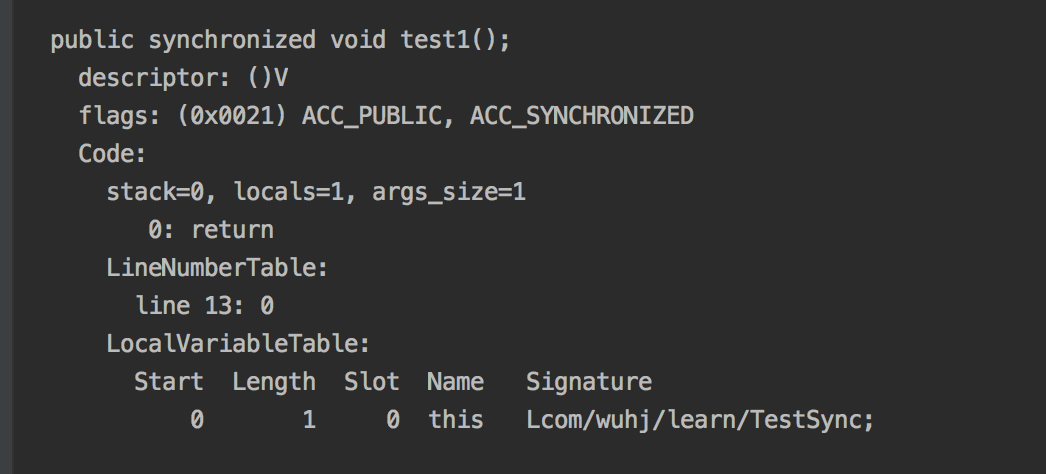 public synchronized void test1();
descriptor: ()V
flags: (0x0021) ACC_PUBLIC, ACC_SYNCHRONIZED
Code:
stack=0, locals=1, args_size=1
0: return
LineNumberTable:
line 13: 0
LocalVariableTable:
Start Length Slot Name Signature
0 1 0 this Lcom/wuhj/learn/TestSync;